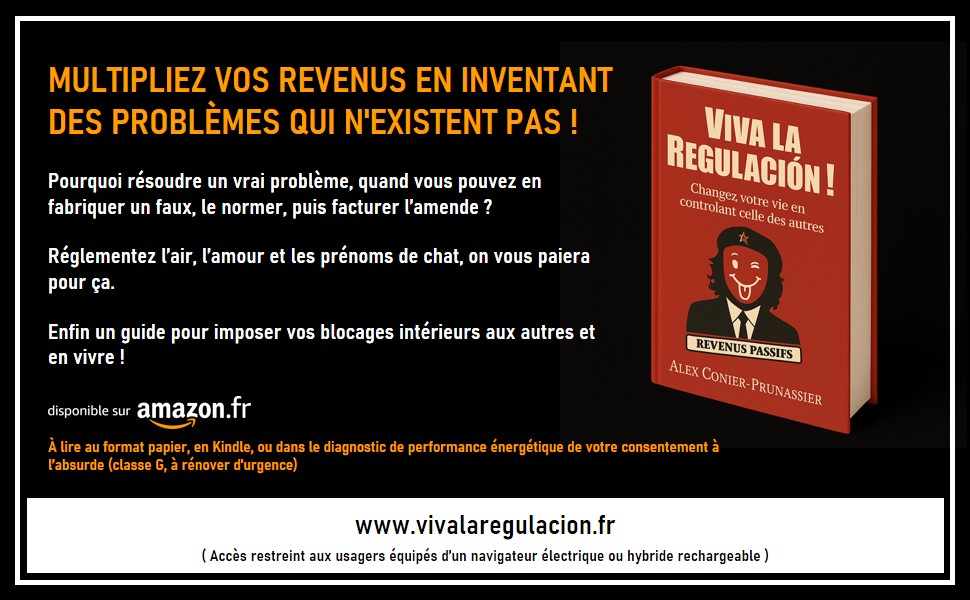 MULTIPLIEZ VOS REVENUS EN INVENTANT
DES PROBLÈMES QUI N'EXISTENT PAS !
Pourquoi résoudre un vrai problème, quand vous pouvez en
fabriquer un faux, le normer, puis facturer l’amende ?
Réglementez l’air, l’amour et les prénoms de chat, on vous paiera
pour ça.
Enfin un guide pour imposer vos blocages intérieurs aux autres et
en vivre !
disponible sur amazon.fr
À lire au format papier, en Kindle, ou dans le diagnostic de performance énergétique de votre consentement à
l’absurde (classe G, à rénover d'urgence)
VIVA LA
REGULACIÓN !
Changez votre vie en
controlant celle des autres
REVENUS PASSIFS
ALEX CONIER-PRUNASSIER
www.vivalaregulacion.fr
( Accès restreint aux usagers équipés d’un navigateur électrique ou hybride rechargeable )